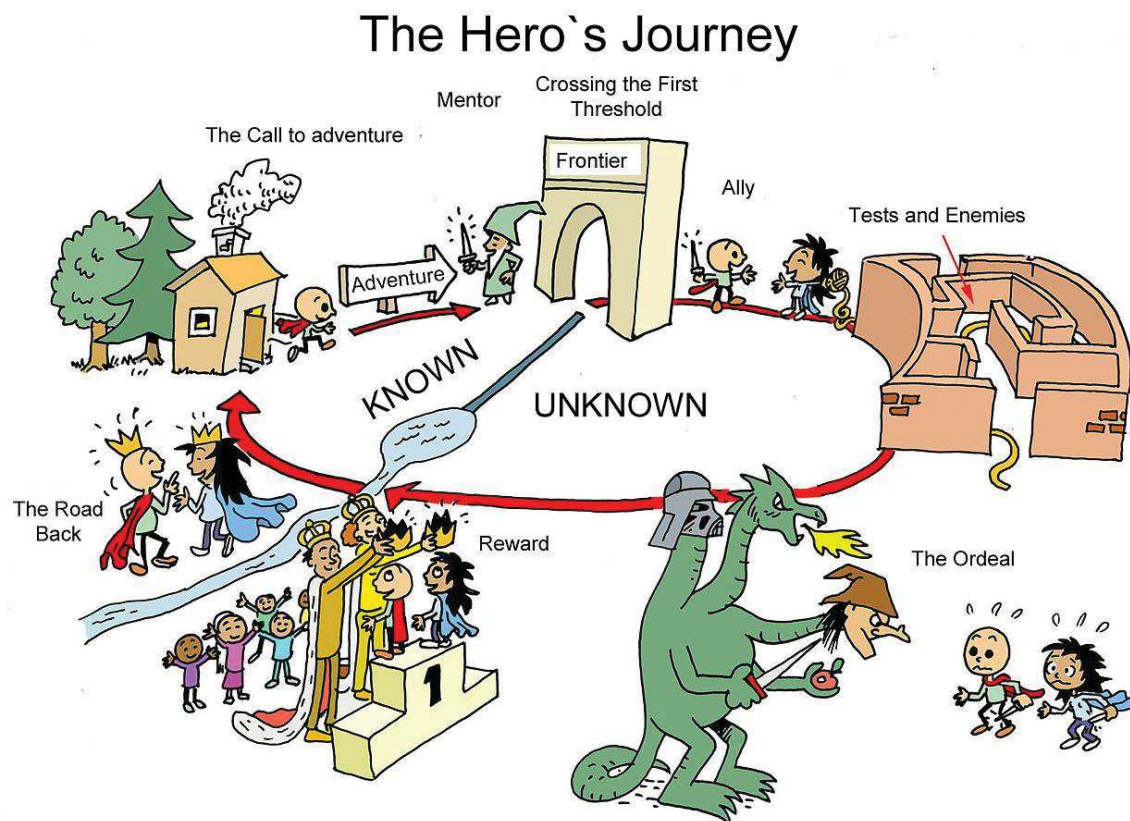 The Hero`s Journey
Crossing the First
Threshold
Mentor
The Call to adventure
Frontier
Ally
Tests and Enemies
Adventure
KNOWN
UNKNOWN
The Road
Back
Reward
The Ordeal
1